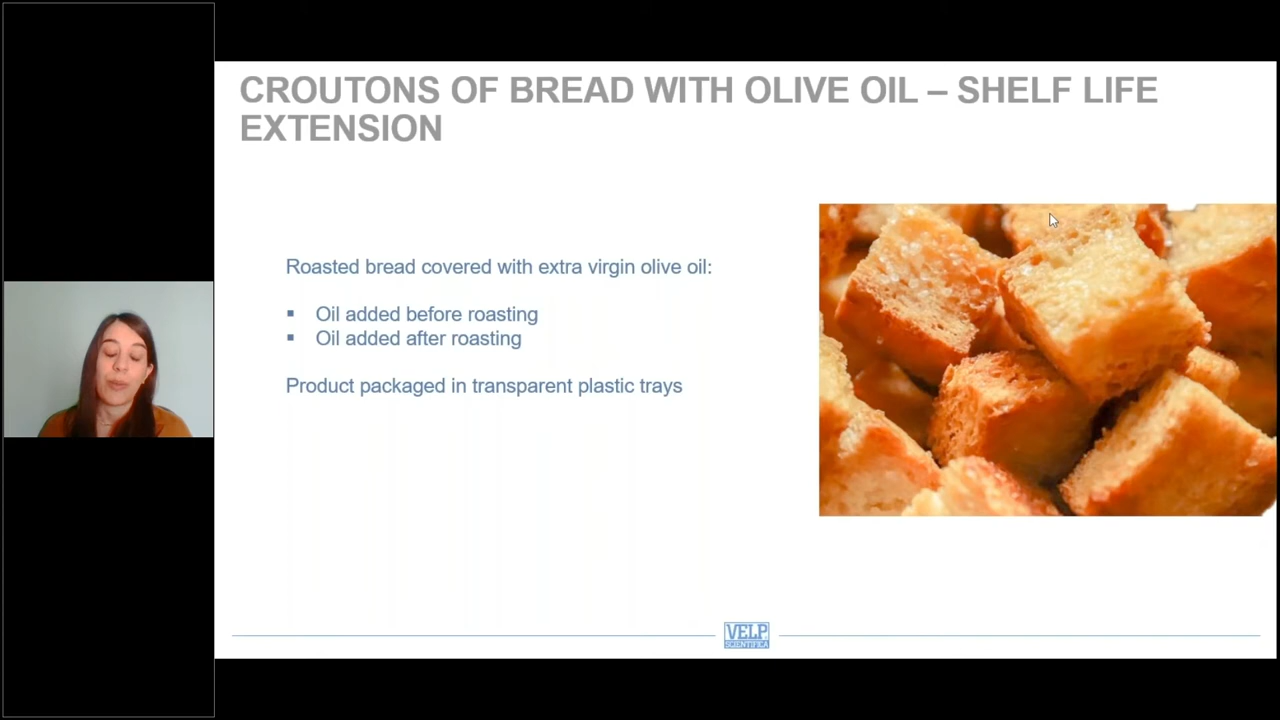 CROUTONS OF BREAD WITH OLIVE OIL – SHELF LIFE
EXTENSION
Roasted bread covered with extra virgin olive oil:
▪ Oil added before roasting
▪ Oil added after roasting
Product packaged in transparent plastic trays
VELP
SCIENTIFICA